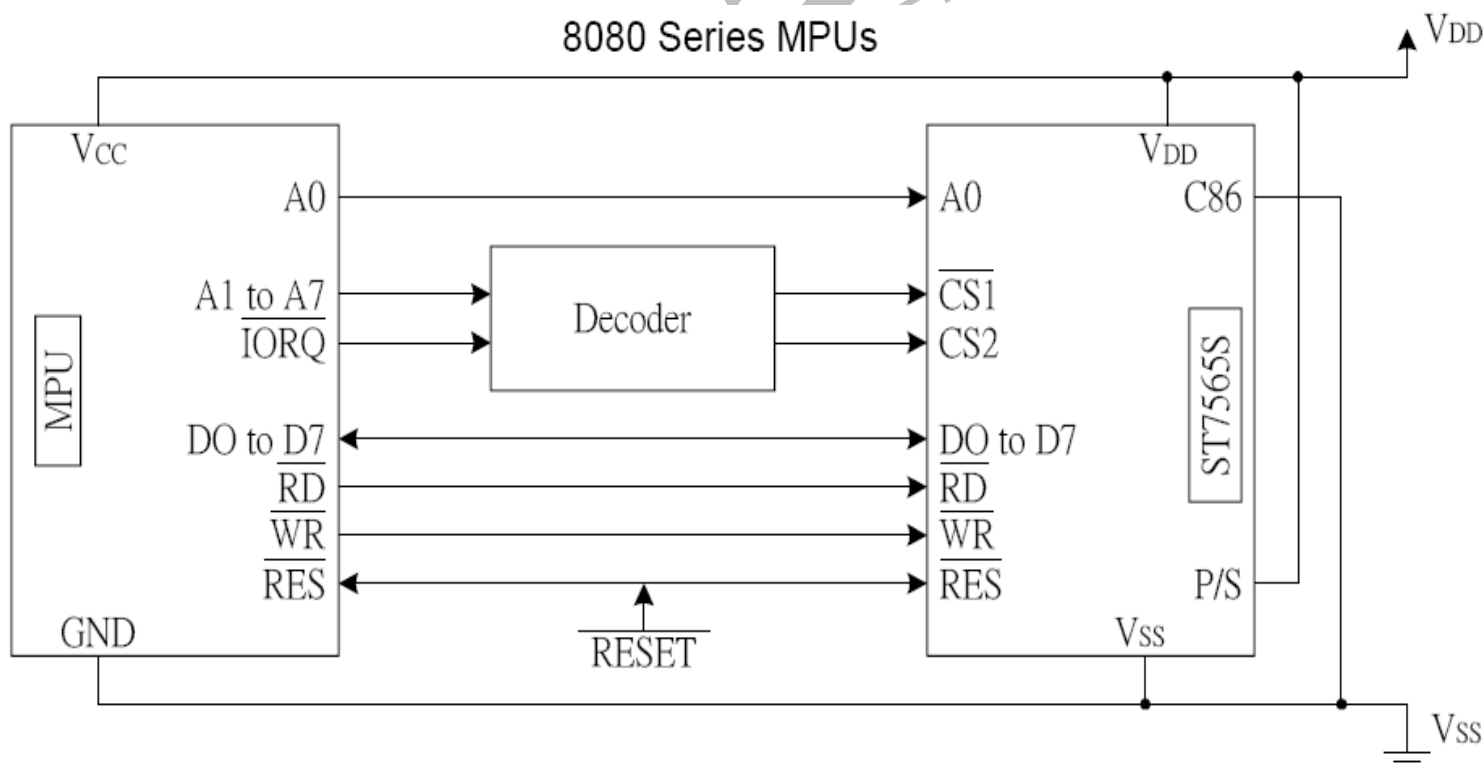 8080 Series MPUs
VDD
VCC
A0
A1 to A7
IORQ
MPU
DO to D7
RD
WR
RES
GND
Decoder
RESET
VDD
A0
C86
CS1
CS2
ST7565S
DO to D7
RD
WR
RES
P/S
VSS
VSS